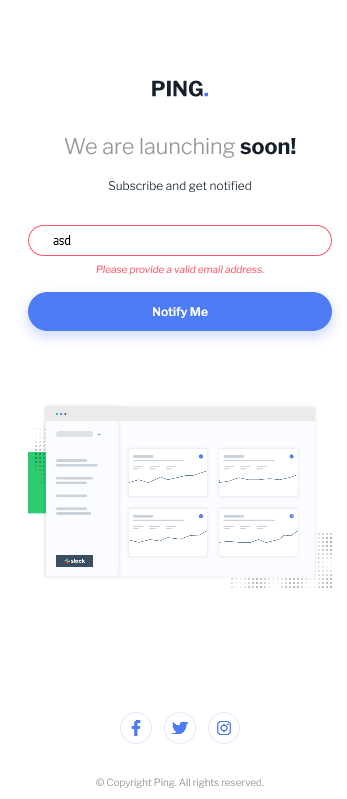 PING.
We are launching soon!
Subscribe and get notified
asd
Please provide a valid email address.
Notify Me
slack
© Copyright Ping. All rights reserved.